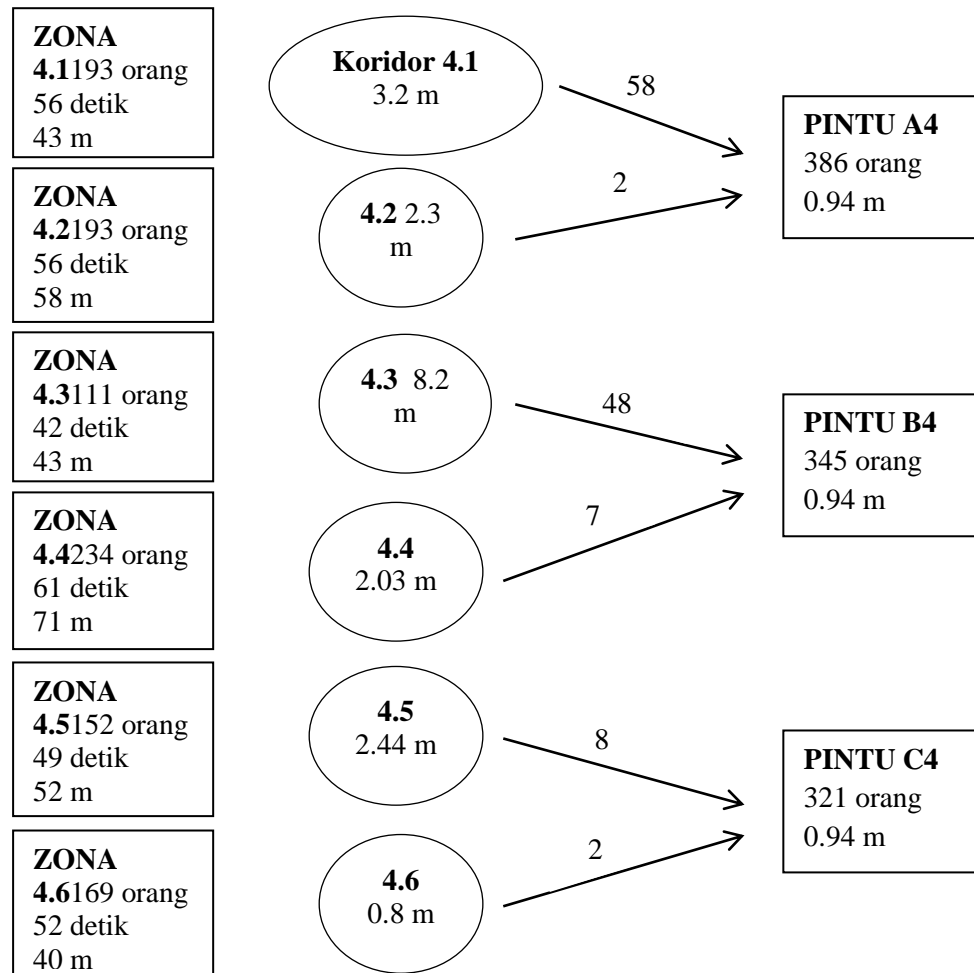 ZONA
4.1193 orang
56 detik
43 m
Koridor 4.1
3.2 m
58
PINTU A4
386 orang
0.94 m
ZONA
4.2193 orang
56 detik
58 m
4.2 2.3
m
2
ZONA
4.3111 orang
42 detik
43 m
4.3 8.2
m
48
PINTU B4
345 orang
0.94 m
ZONA
4.4234 orang
61 detik
71 m
4.4
2.03 m
7
ZONA
4.5152 orang
49 detik
52 m
4.5
2.44 m
8
PINTU C4
321 orang
0.94 m
ZONA
4.6169 orang
52 detik
40 m
4.6
0.8 m
2